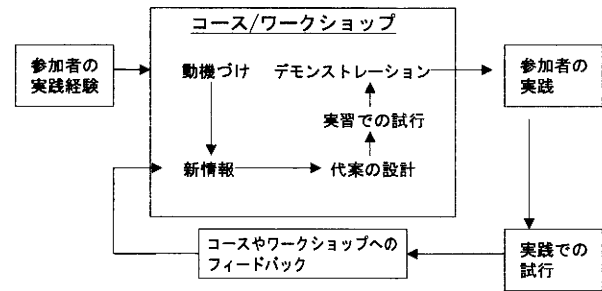 コース/ワークショップ
参加者の
実践経験
動機づけ
デモンストレーション
参加者の
実践
実習での試行
新情報
代案の設計
コースやワークショップへの
フィードバック
実践での
試行